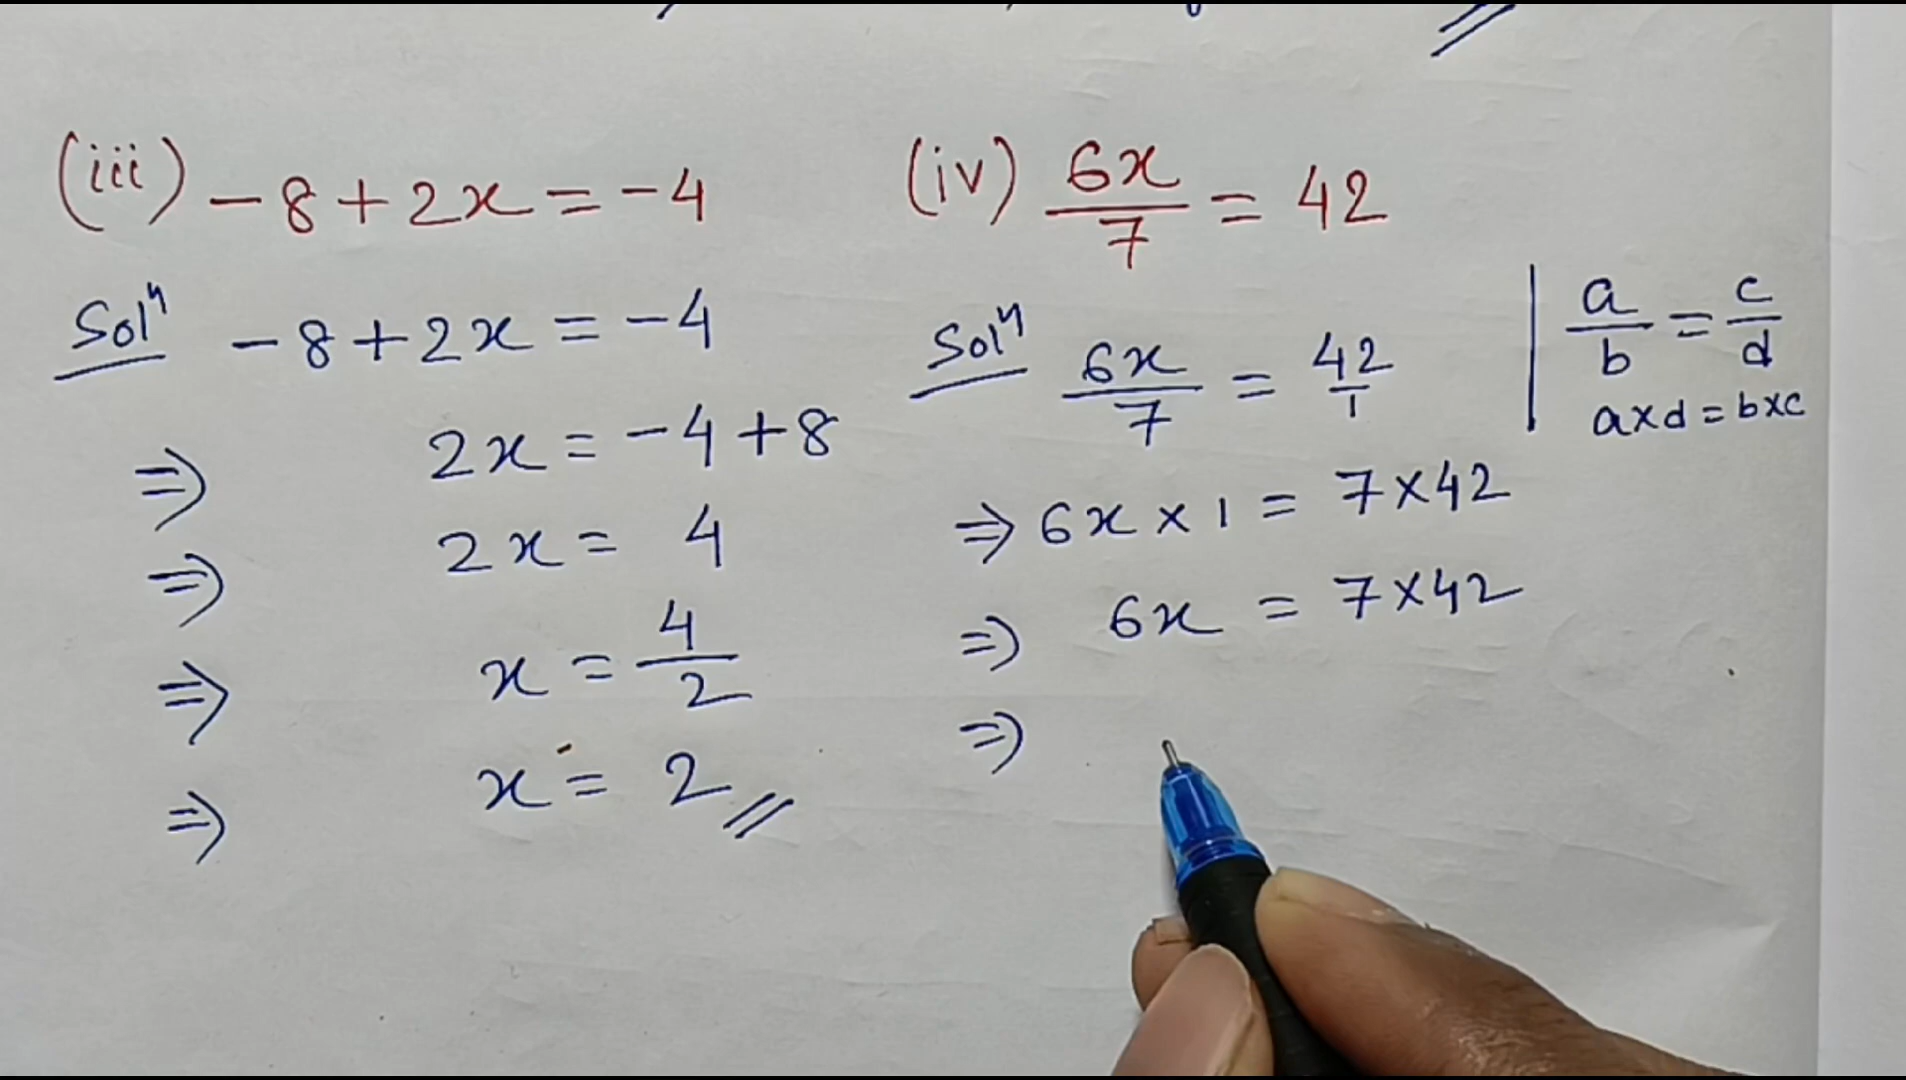 (iii) -8+2x=-4
Solⁿ -8+2x=-4
⇒ 2x=-4+8
⇒ 2x= 4
⇒ x=4/2
⇒ x= 2
(iv) 6x/7 = 42
Solⁿ 6x/7 = 42/1
⇒ 6x×1= 7×42
⇒ 6x = 7×42
⇒
a/b=c/d
a×d=b×c